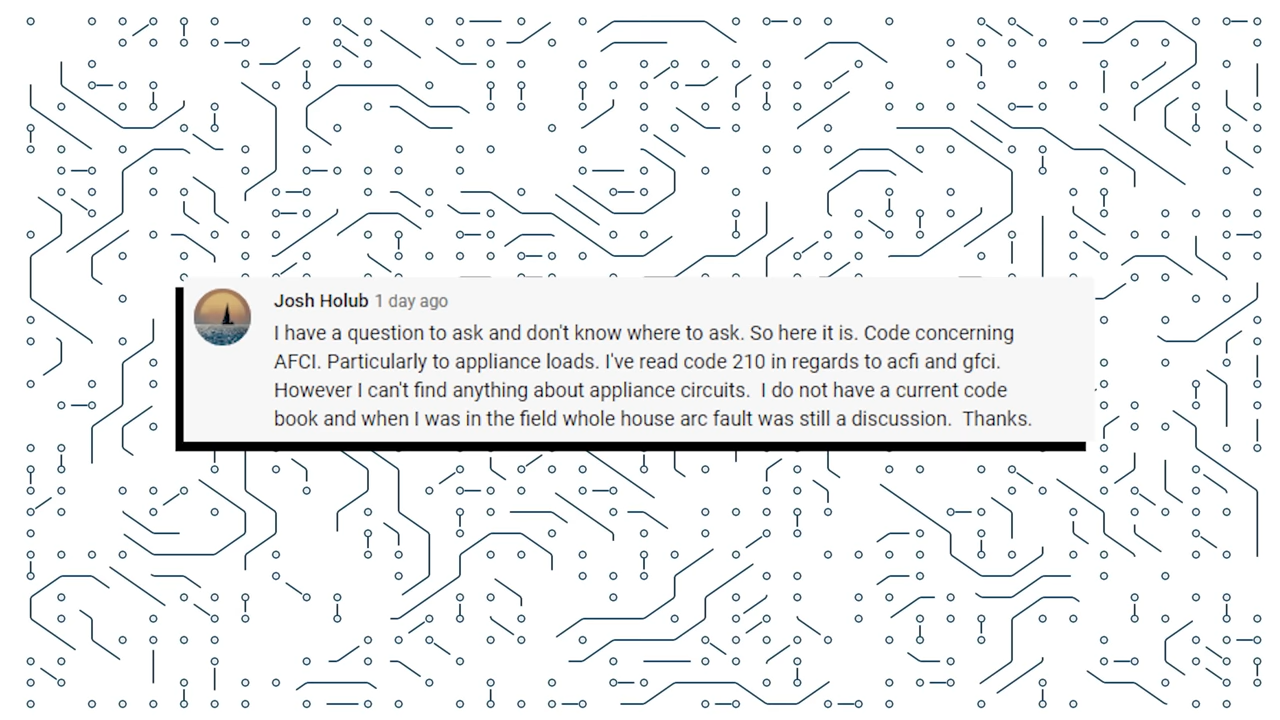 Josh Holub 1 day ago
I have a question to ask and don't know where to ask. So here it is. Code concerning
AFCI. Particularly to appliance loads. I've read code 210 in regards to acfi and gfci.
However I can't find anything about appliance circuits.  I do not have a current code
book and when I was in the field whole house arc fault was still a discussion.  Thanks.